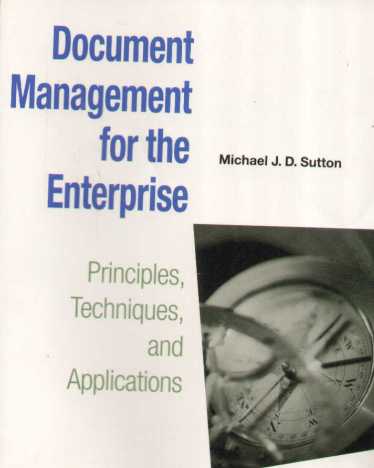 Document
Management
for the
Enterprise
Michael J. D. Sutton
Principles,
Techniques,
and
Applications
W